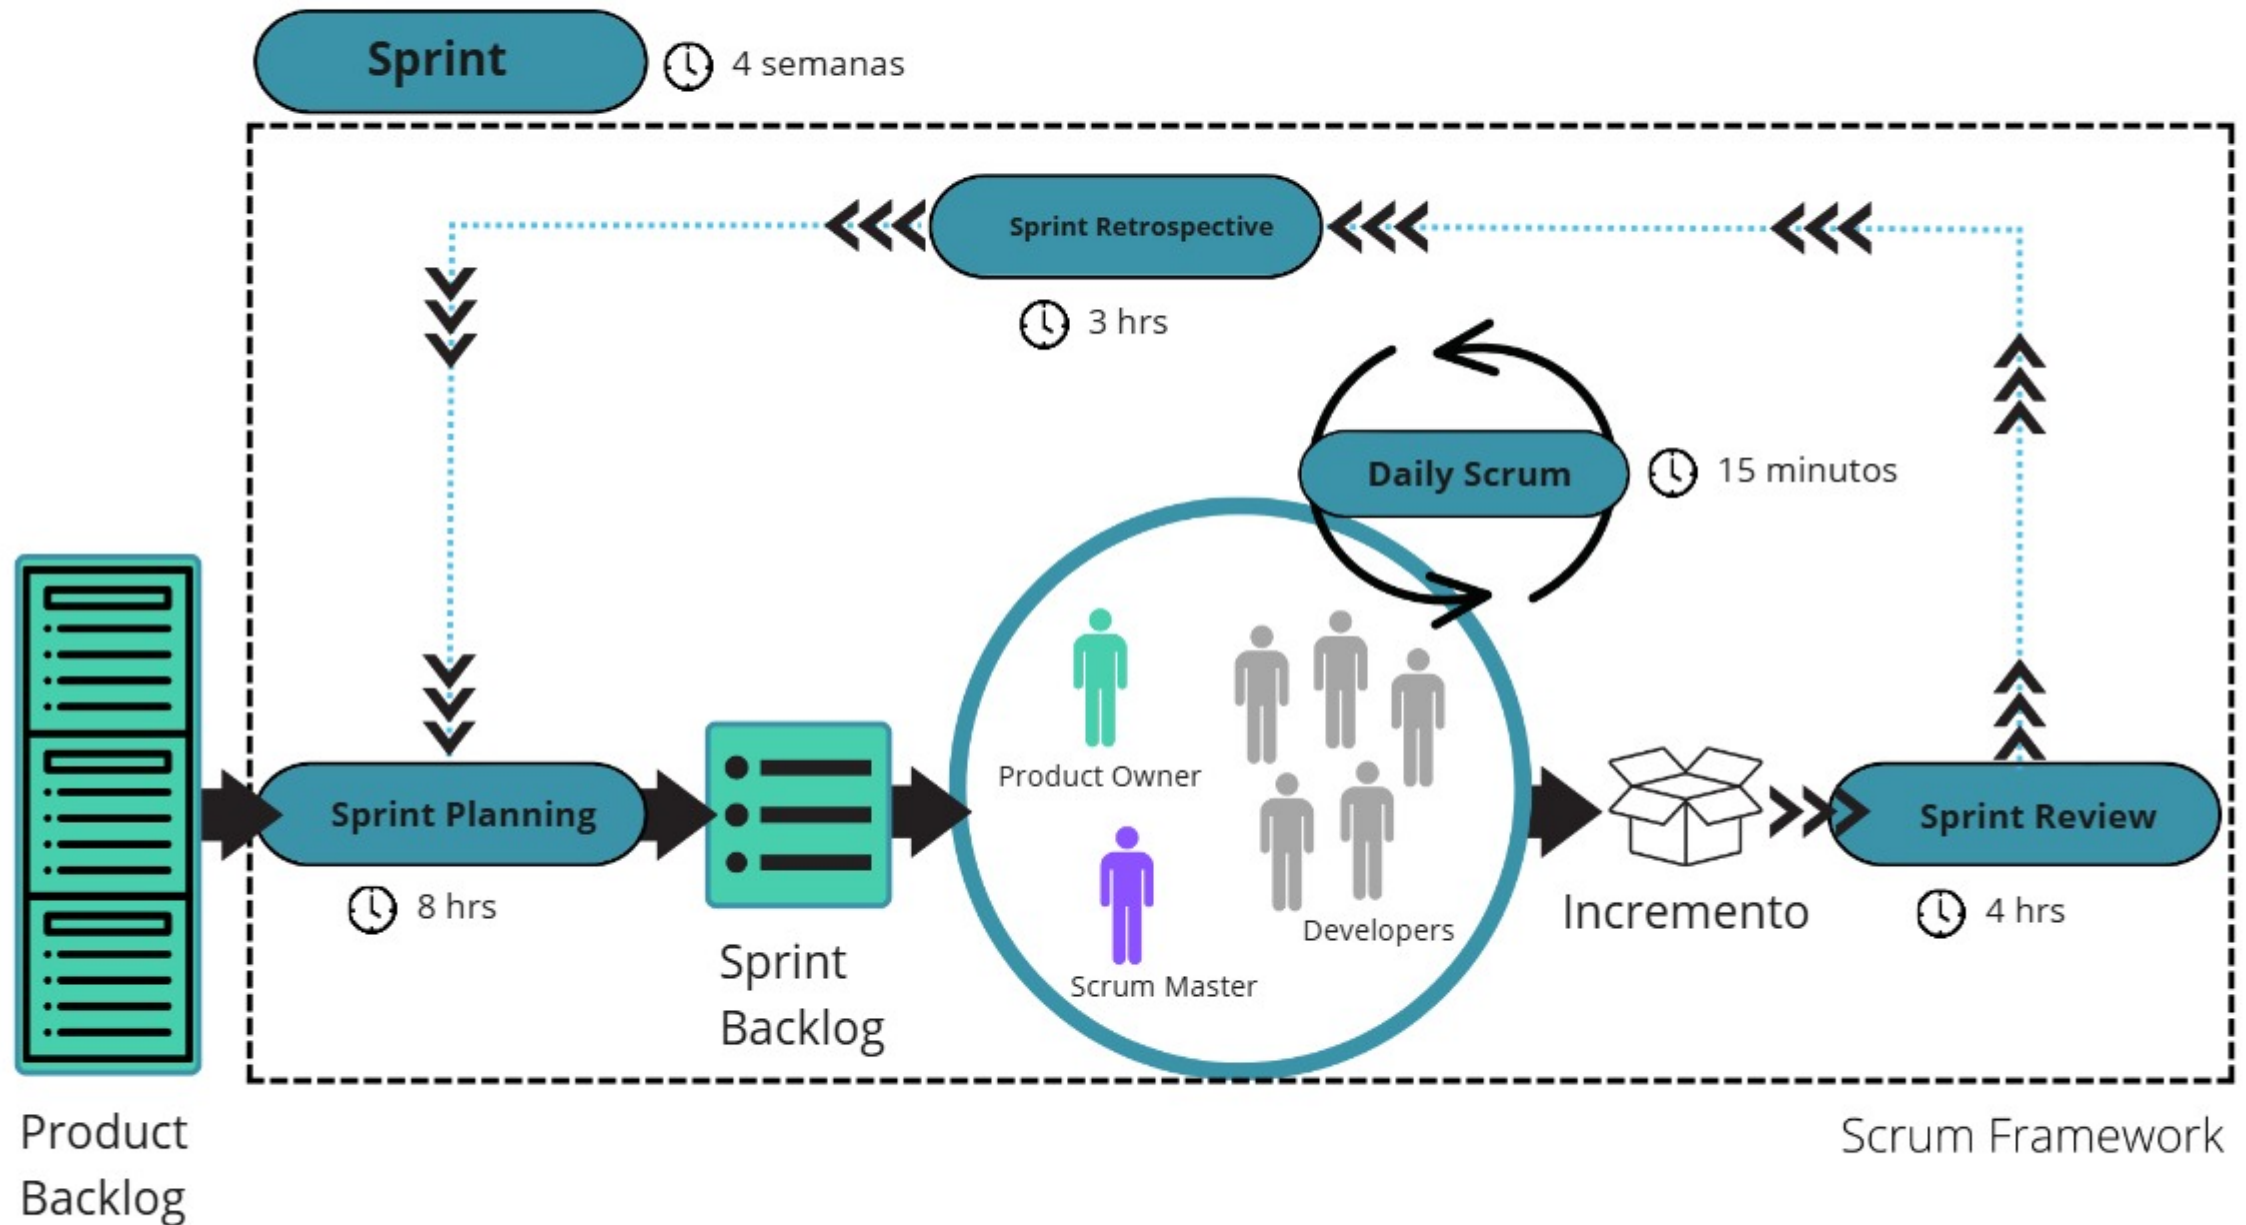 Sprint
4 semanas
Sprint Retrospective
3 hrs
Daily Scrum
15 minutos
Product Owner
Scrum Master
Developers
Sprint Planning
8 hrs
Sprint
Backlog
Incremento
Sprint Review
4 hrs
Product
Backlog
Scrum Framework